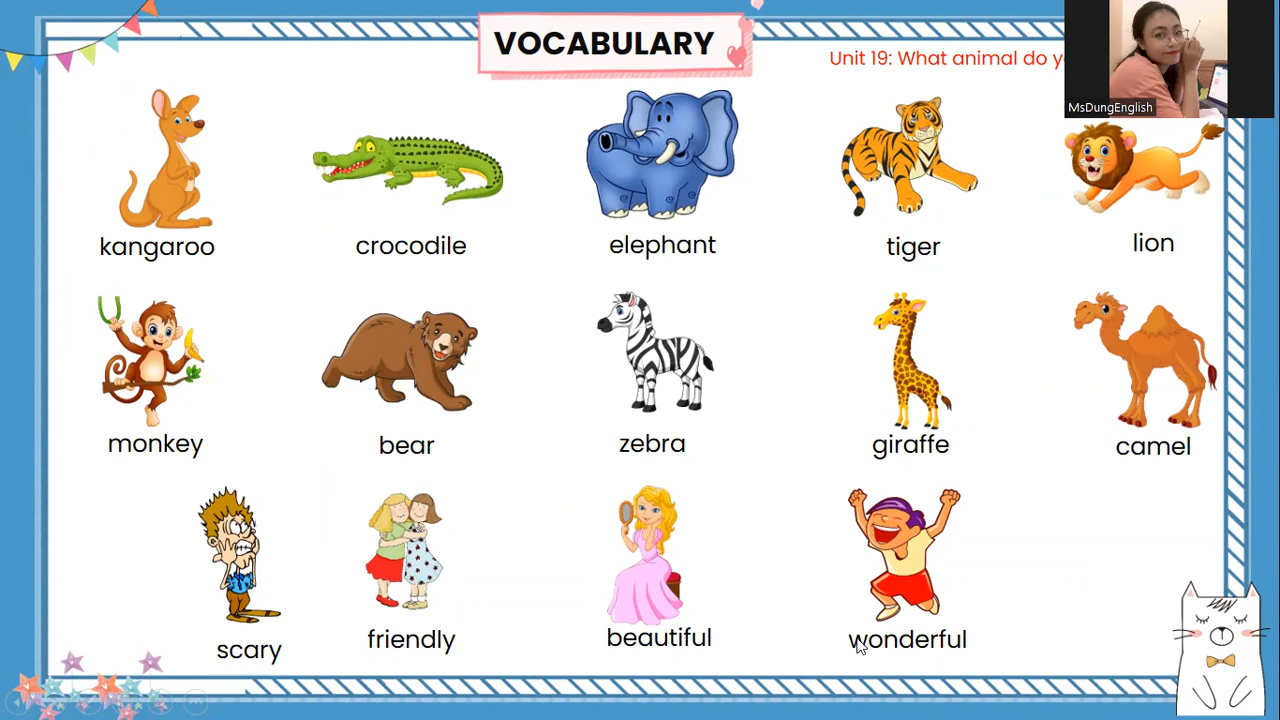 VOCABULARY
Unit 19: What animal do
MsDungEnglish
kangaroo
crocodile
elephant
tiger
lion
monkey
bear
zebra
giraffe
camel
scary
friendly
beautiful
wonderful